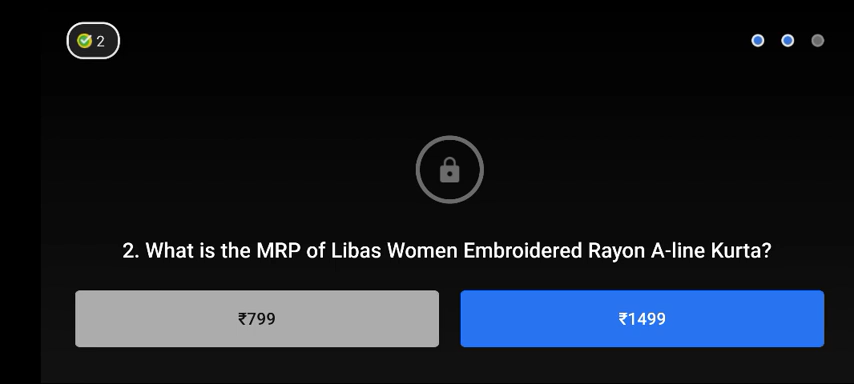 2
2. What is the MRP of Libas Women Embroidered Rayon A-line Kurta?
₹799
₹1499